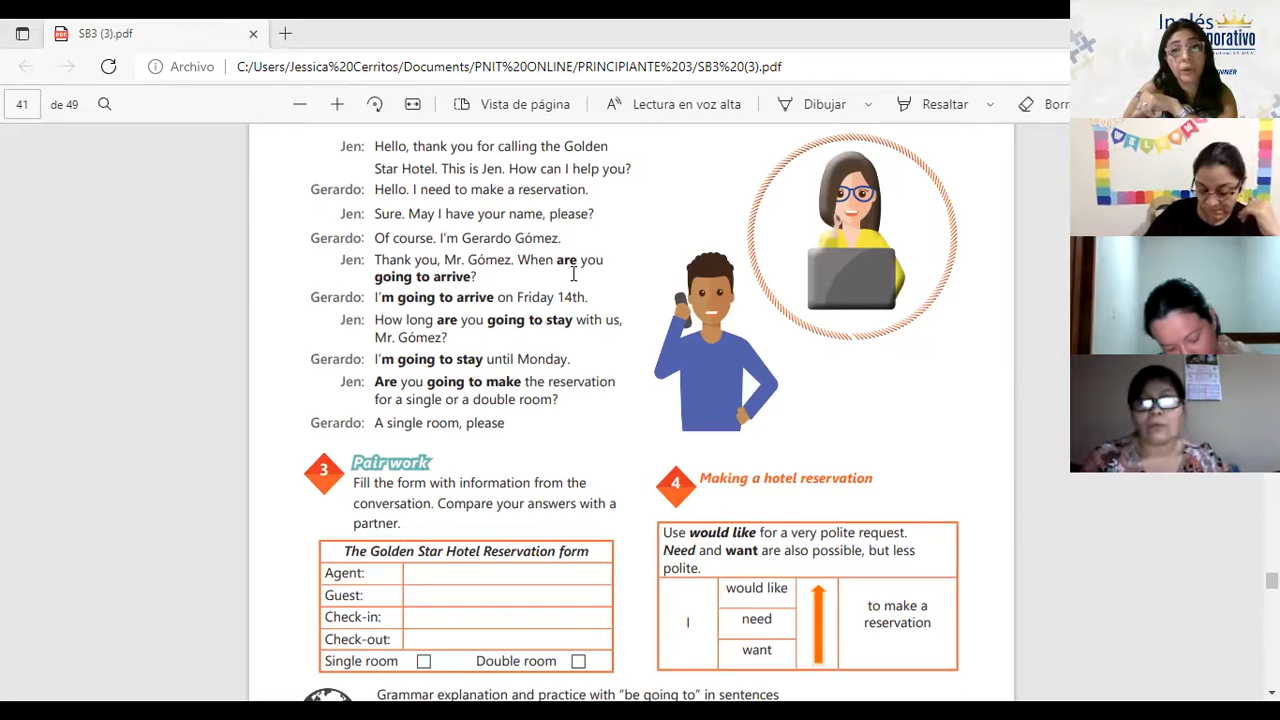 SB3 (3).pdf
Archivo
C:/Users/Jessica%20Cerritos/Documents/PNIT%20ONLINE/PRINCIPIANTE%203/SB3%20(3).pdf
41 de 49
Vista de página
Lectura en voz alta
Dibujar
Resaltar
Borr
Jen: Hello, thank you for calling the Golden
Star Hotel. This is Jen. How can I help you?
Gerardo: Hello. I need to make a reservation.
Jen: Sure. May I have your name, please?
Gerardo: Of course. I'm Gerardo Gómez.
Jen: Thank you, Mr. Gómez. When are you
going to arrive?
Gerardo: I'm going to arrive on Friday 14th.
Jen: How long are you going to stay with us,
Mr. Gómez?
Gerardo: I'm going to stay until Monday.
Jen: Are you going to make the reservation
for a single or a double room?
Gerardo: A single room, please
3 Pair work
Fill the form with information from the
conversation. Compare your answers with a
partner.
The Golden Star Hotel Reservation form
Agent:
Guest:
Check-in:
Check-out:
Single room
Double room
4 Making a hotel reservation
Use would like for a very polite request.
Need and want are also possible, but less
polite.
I
would like
need
want
to make a
reservation
Grammar explanation and practice with “be going to” in sentences
Inglés